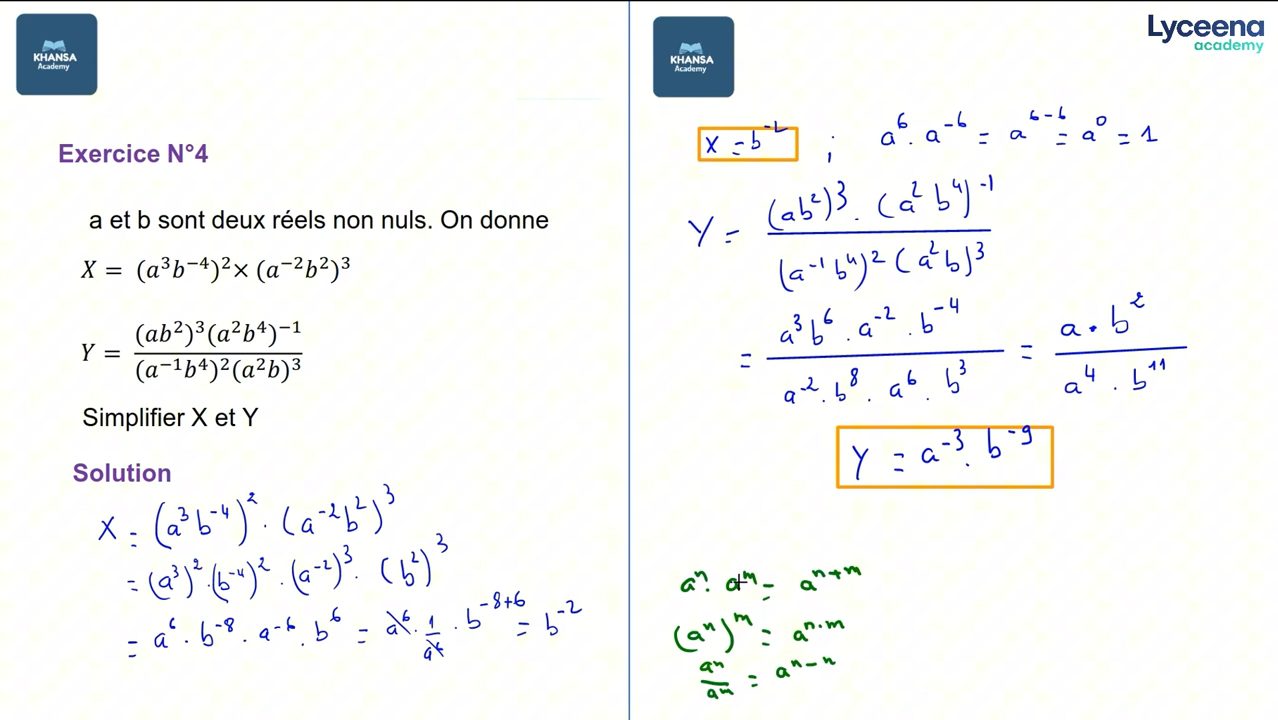 KHANSA
Academy
Exercice N°4
a et b sont deux réels non nuls. On donne
X = (a³b⁻⁴)² × (a⁻²b²)³
Y = (ab²)³(a²b⁴)⁻¹ / (a⁻¹b⁴)²(a²b)³
Simplifier X et Y
Solution
X = (a³b⁻⁴)² · (a⁻²b²)³
= (a³)² · (b⁻⁴)² · (a⁻²)³ · (b²)³
= a⁶ · b⁻⁸ · a⁻⁶ · b⁶ = a⁶ · 1/a⁶ · b⁻⁸⁺⁶ = b⁻²
KHANSA
Academy
Lyceena
academy
X = b⁻² ; a⁶ · a⁻⁶ = a⁶⁻⁶ = a⁰ = 1
Y = (ab²)³ · (a²b⁴)⁻¹ / (a⁻¹b⁴)² (a²b)³
= a³b⁶ · a⁻² · b⁻⁴ / a⁻² · b⁸ · a⁶ · b³ = a · b² / a⁴ · b¹¹
Y = a⁻³ · b⁻⁹
aⁿ · aᵐ = aⁿ⁺ᵐ
(aⁿ)ᵐ = aⁿ·ᵐ
aⁿ / aᵐ = aⁿ⁻ⁿ